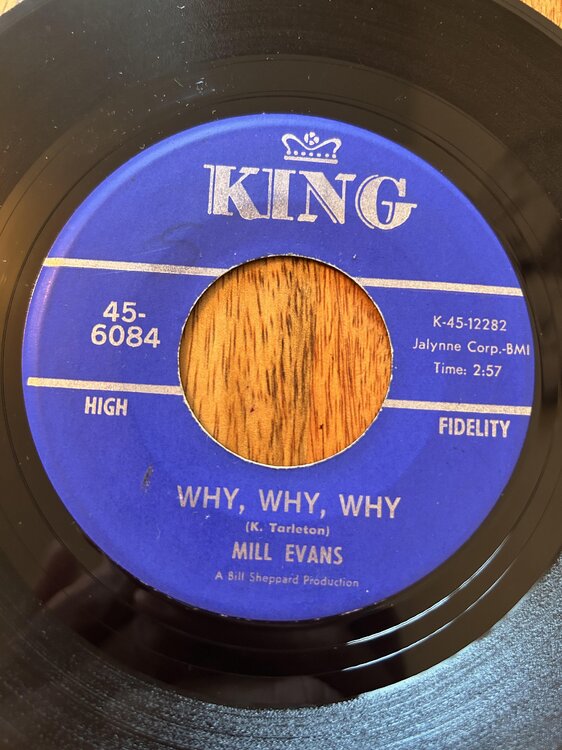 K
KING
45-
6084
K-45-12282
Jalynne Corp.-BMI
Time: 2:57
HIGH
FIDELITY
WHY, WHY, WHY
(K. Tarleton)
MILL EVANS
A Bill Sheppard Production